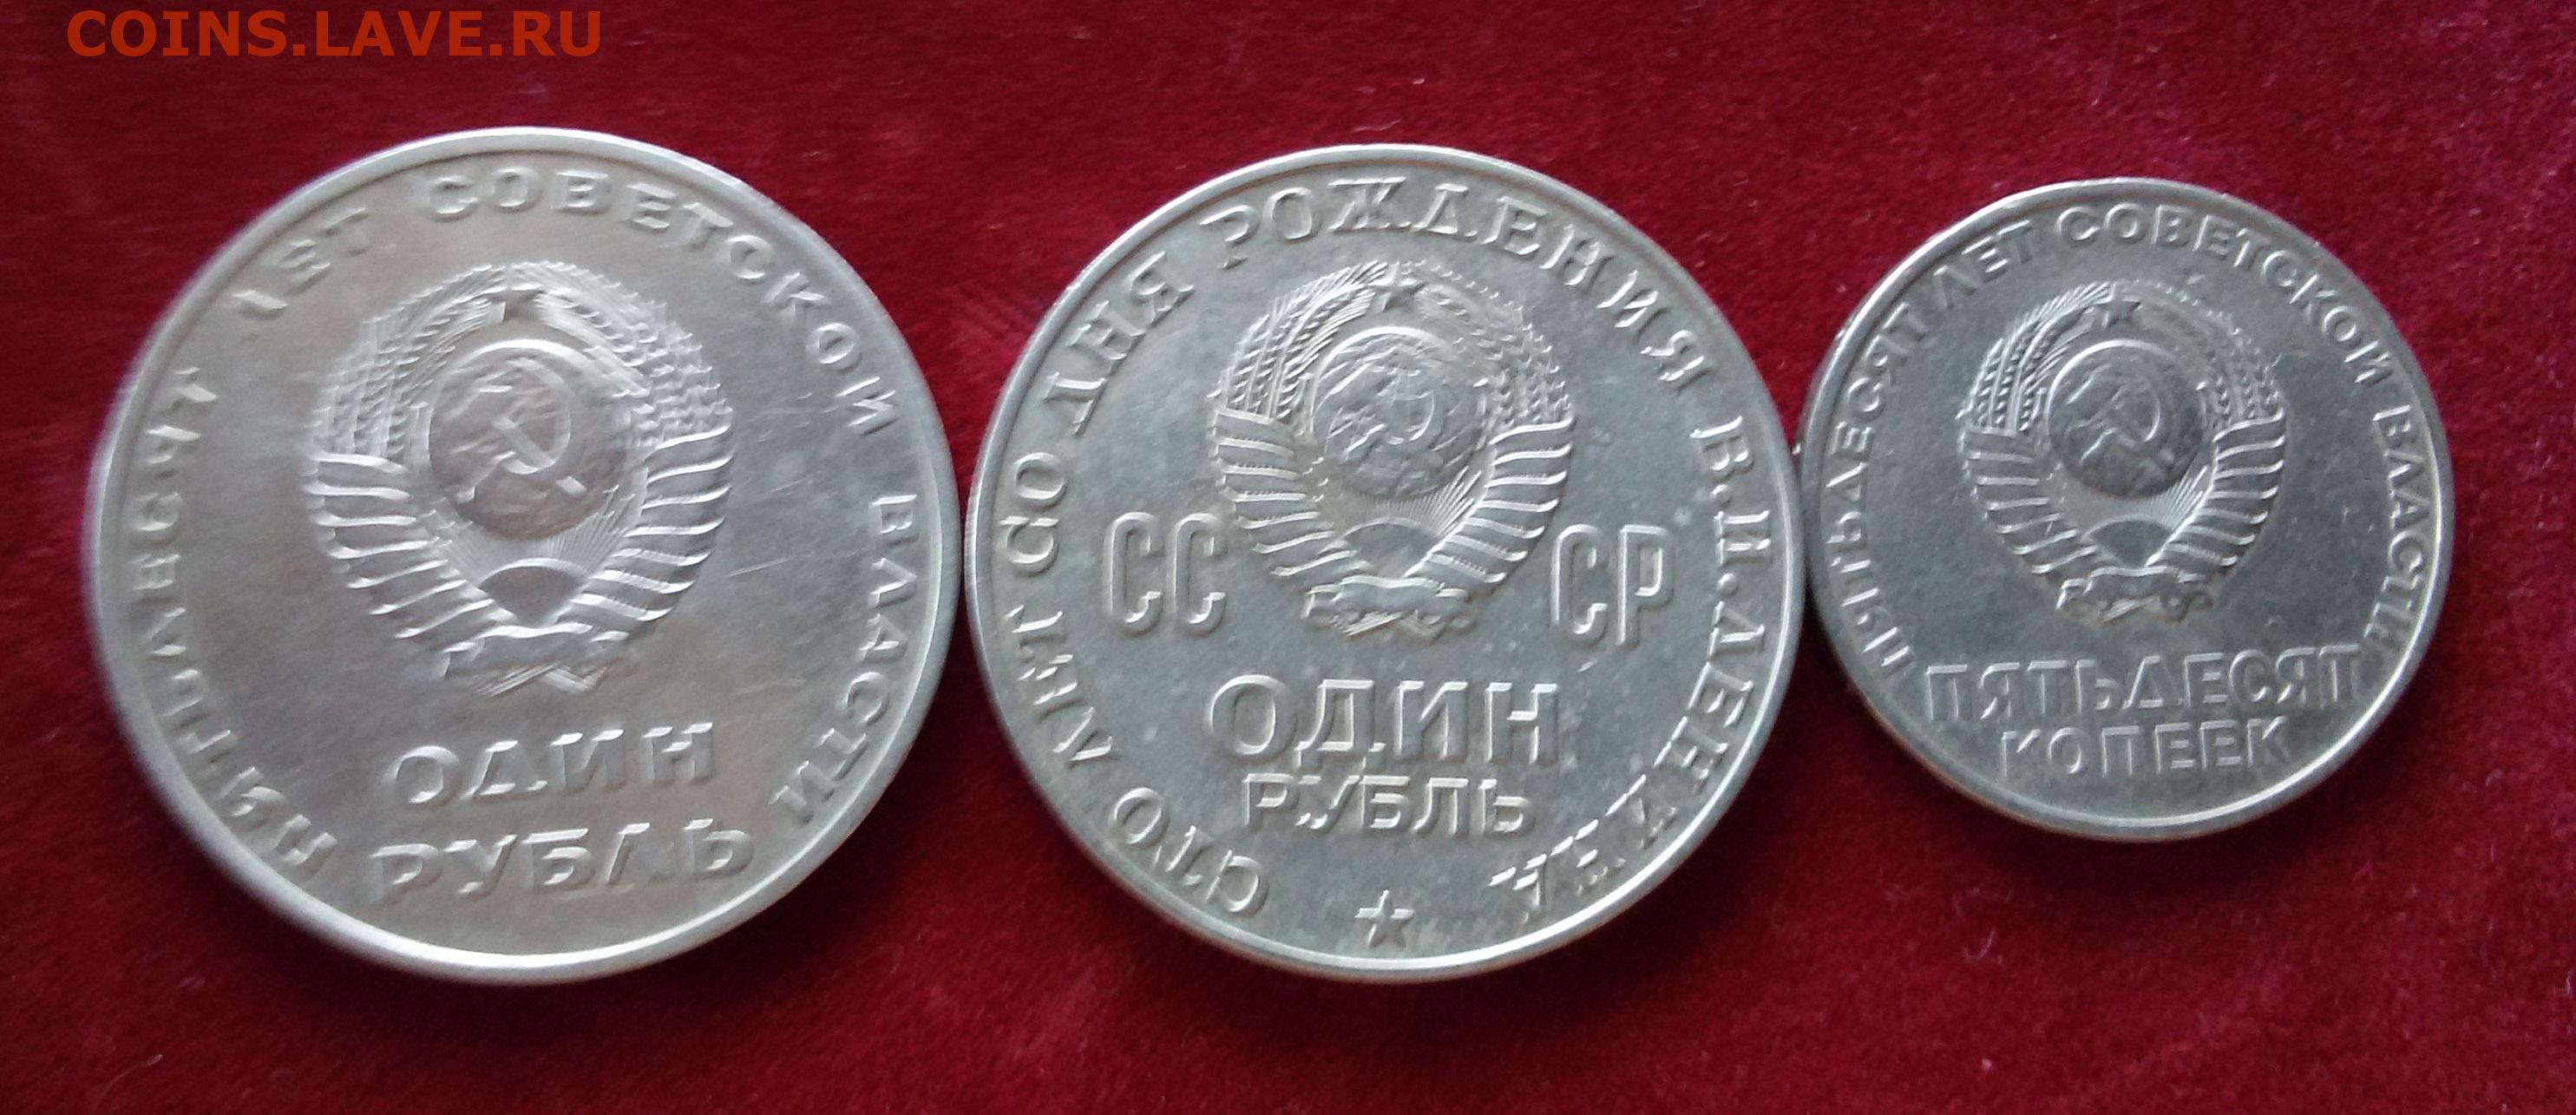 COINS.LAVE.RU
ПЯТЬДЕСЯТ ЛЕТ СОВЕТСКОЙ ВЛАСТИ
ОДИН
РУБЛЬ
СТО ЛЕТ СО ДНЯ РОЖДЕНИЯ В.И.ЛЕНИНА
СС СР
ОДИН
РУБЛЬ
ПЯТЬДЕСЯТ ЛЕТ СОВЕТСКОЙ ВЛАСТИ
ПЯТЬДЕСЯТ
КОПЕЕК